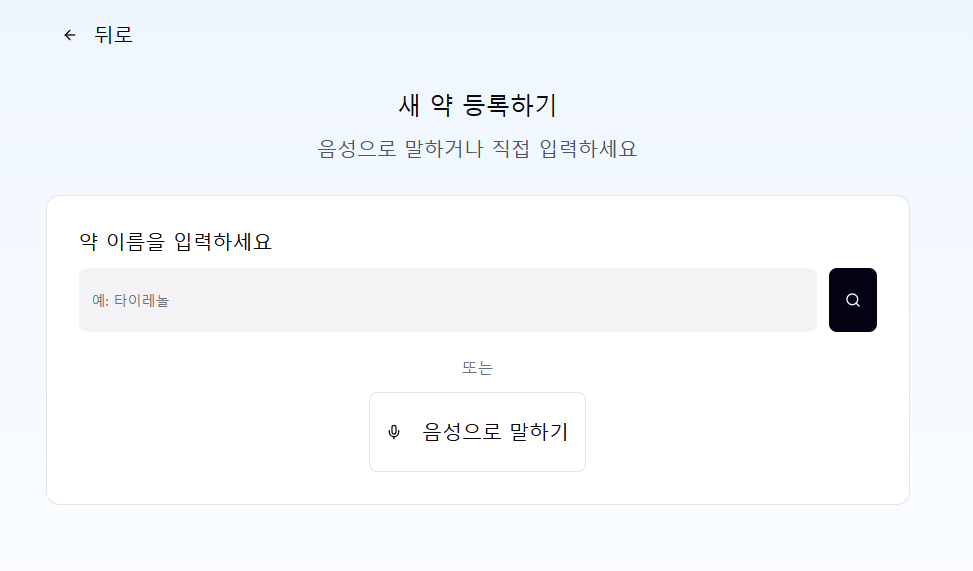 뒤로
새 약 등록하기
음성으로 말하거나 직접 입력하세요
약 이름을 입력하세요
예: 타이레놀
또는
음성으로 말하기